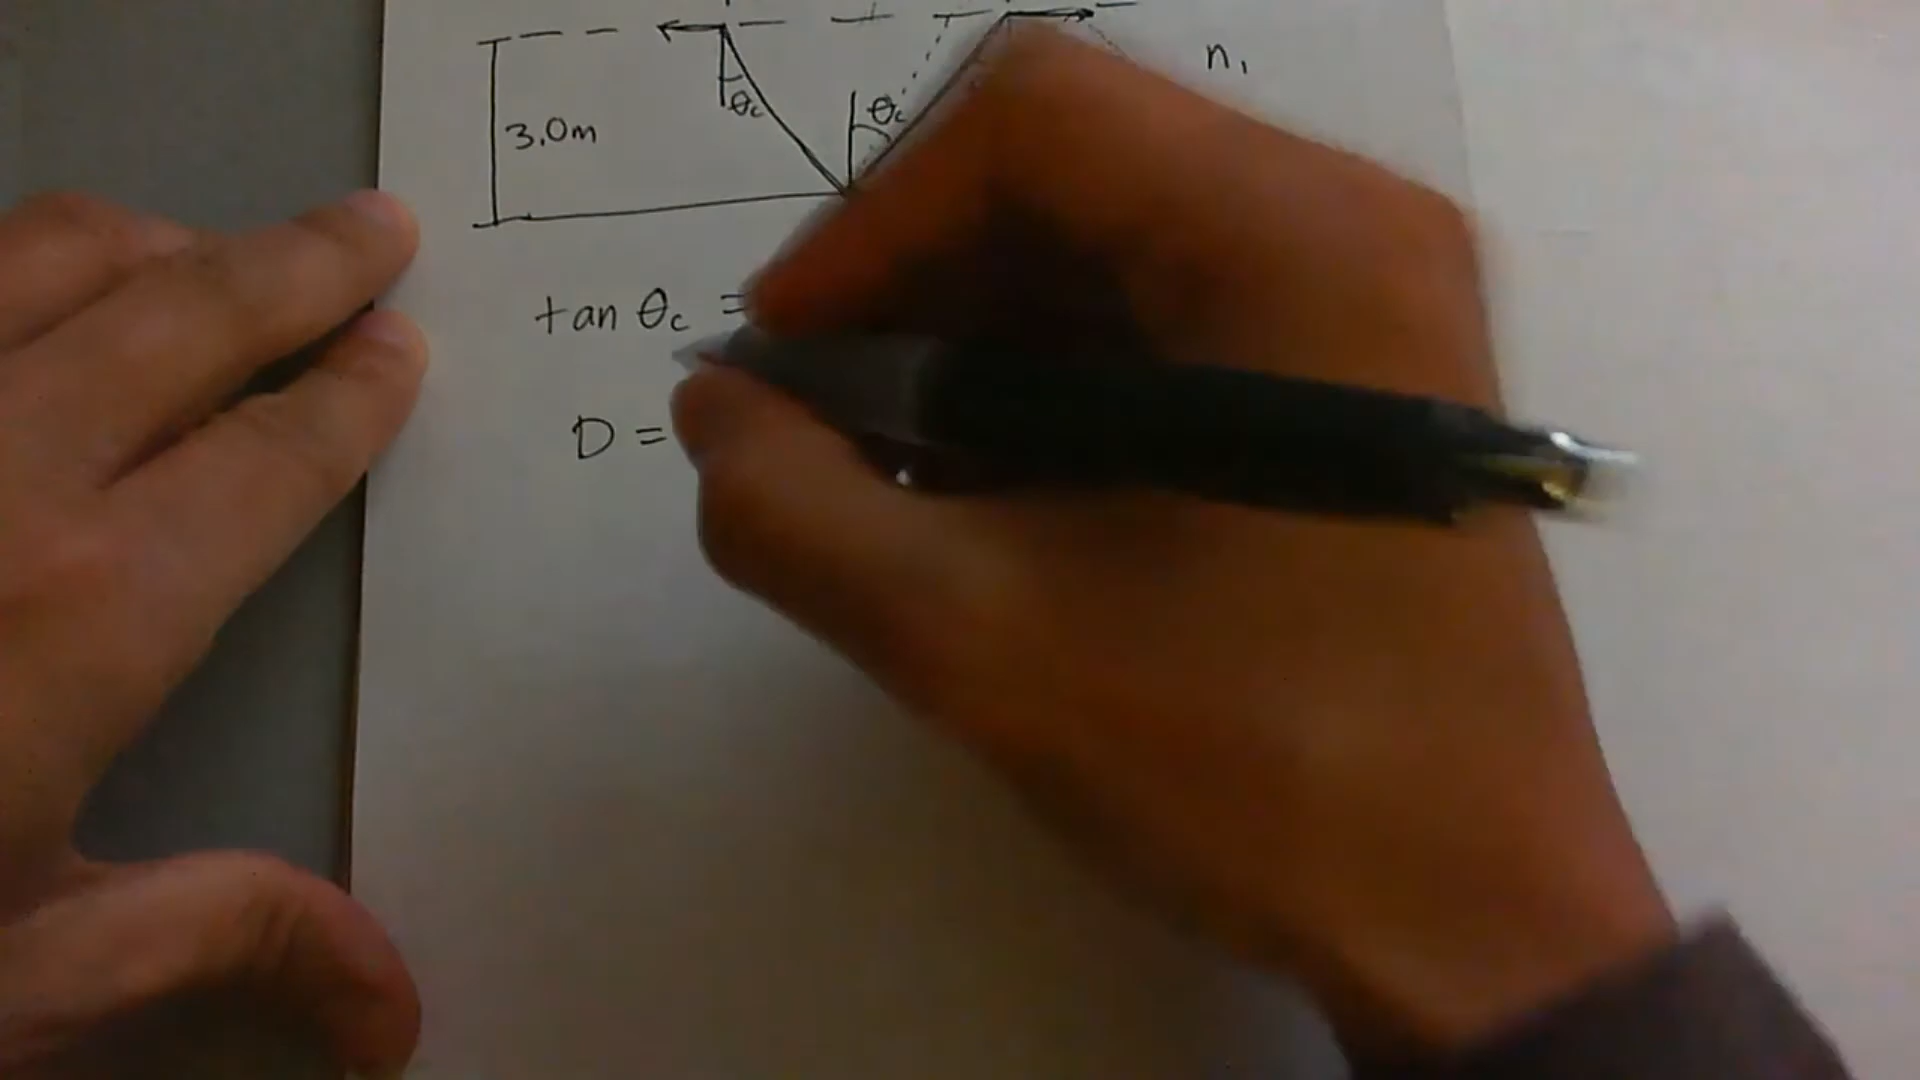 n₁
θc
θc
3.0m
tan θc =
D =